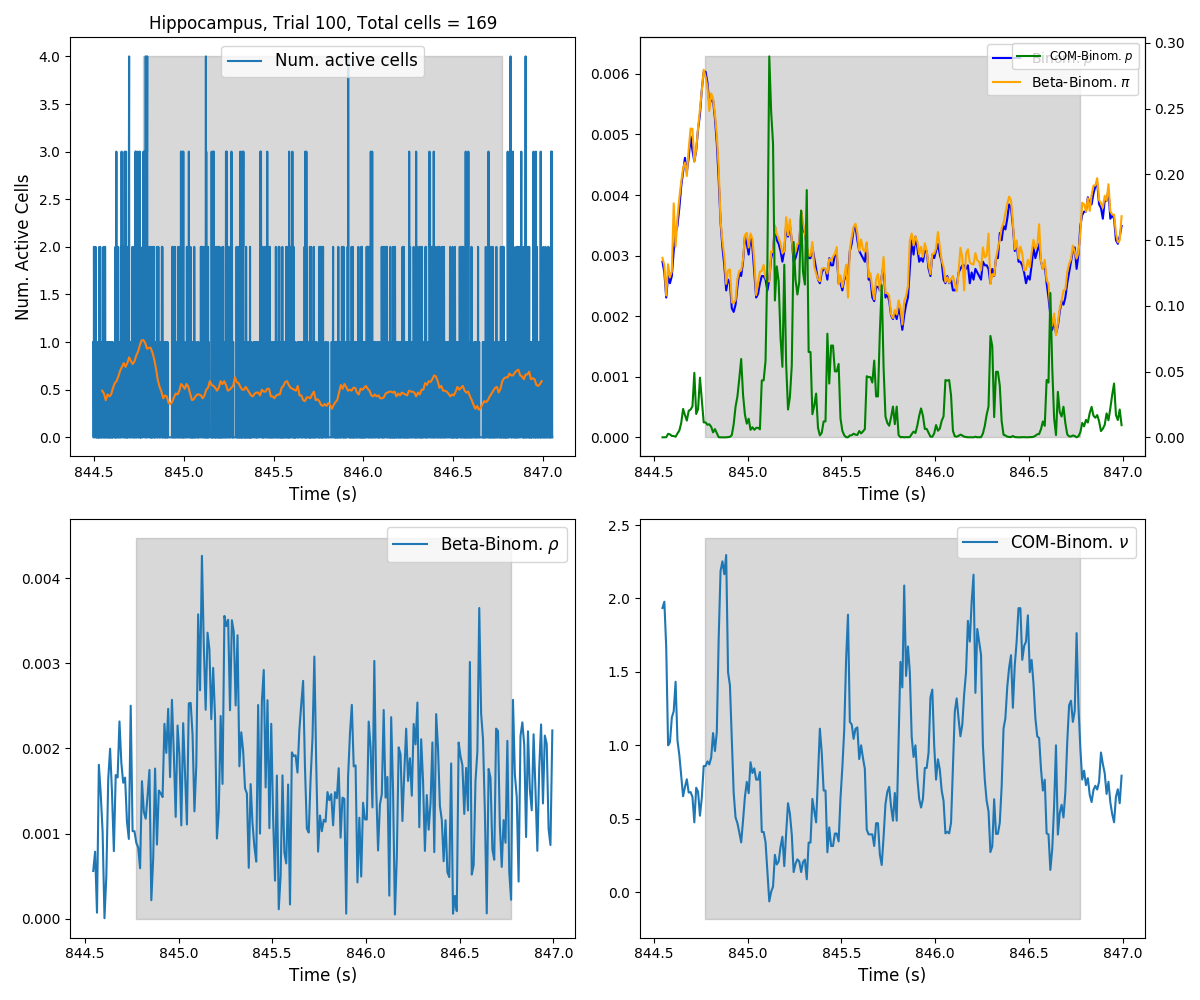 Hippocampus, Trial 100, Total cells = 169
Num. Active Cells
4.0
3.5
3.0
2.5
2.0
1.5
1.0
0.5
0.0
Num. active cells
844.5 845.0 845.5 846.0 846.5 847.0
Time (s)
0.006
0.005
0.004
0.003
0.002
0.001
0.000
COM-Binom. p
Beta-Binom. π
0.30
0.25
0.20
0.15
0.10
0.05
0.00
844.5 845.0 845.5 846.0 846.5 847.0
Time (s)
0.004
0.003
0.002
0.001
0.000
Beta-Binom. ρ
844.5 845.0 845.5 846.0 846.5 847.0
Time (s)
2.5
2.0
1.5
1.0
0.5
0.0
COM-Binom. ν
844.5 845.0 845.5 846.0 846.5 847.0
Time (s)